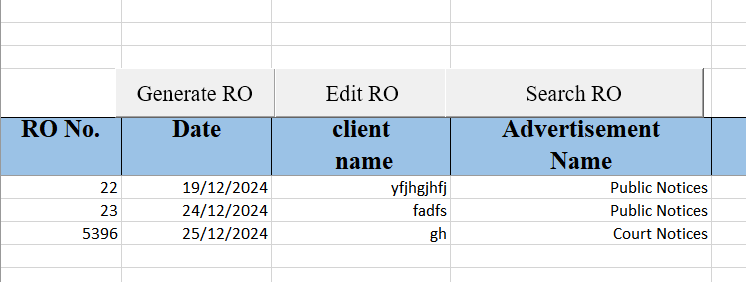 Generate RO Edit RO Search RO
RO No. Date client name Advertisement Name
22 19/12/2024 yfjhgjhfj Public Notices
23 24/12/2024 fadfs Public Notices
5396 25/12/2024 gh Court Notices